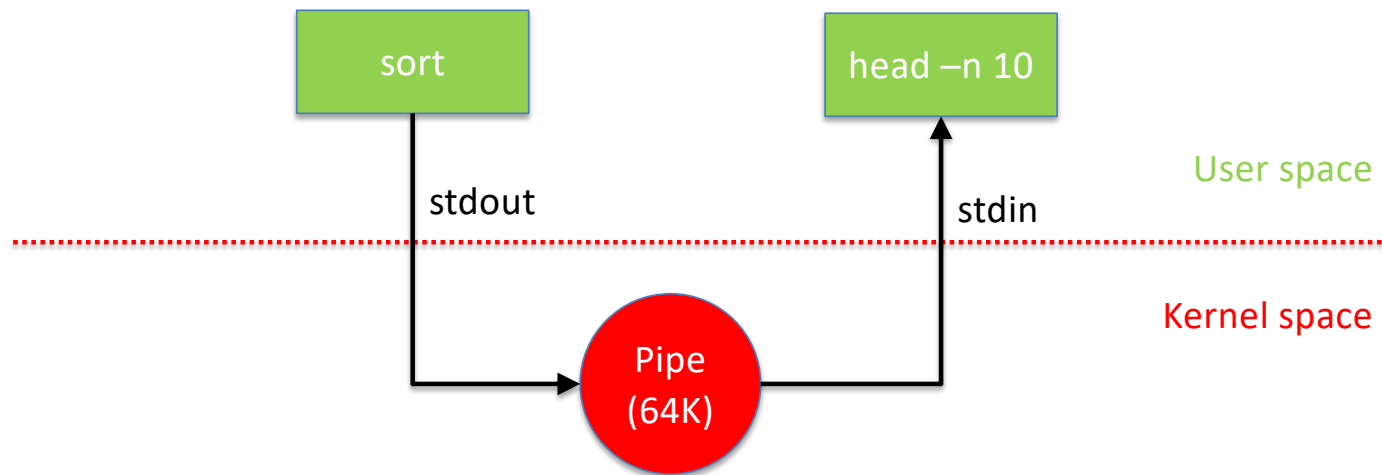 sort
head –n 10
User space
stdout
stdin
Kernel space
Pipe
(64K)